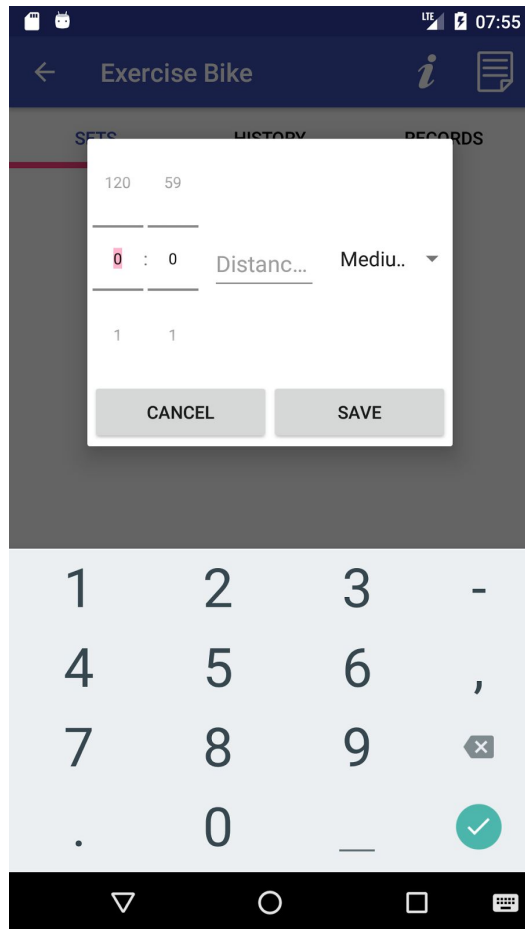 LTE 07:55
Exercise Bike i
SETS HISTORY RECORDS
120 59
0 : 0 Distanc... Mediu..
1 1
CANCEL SAVE
1 2 3 -
4 5 6 ,
7 8 9
. 0 _